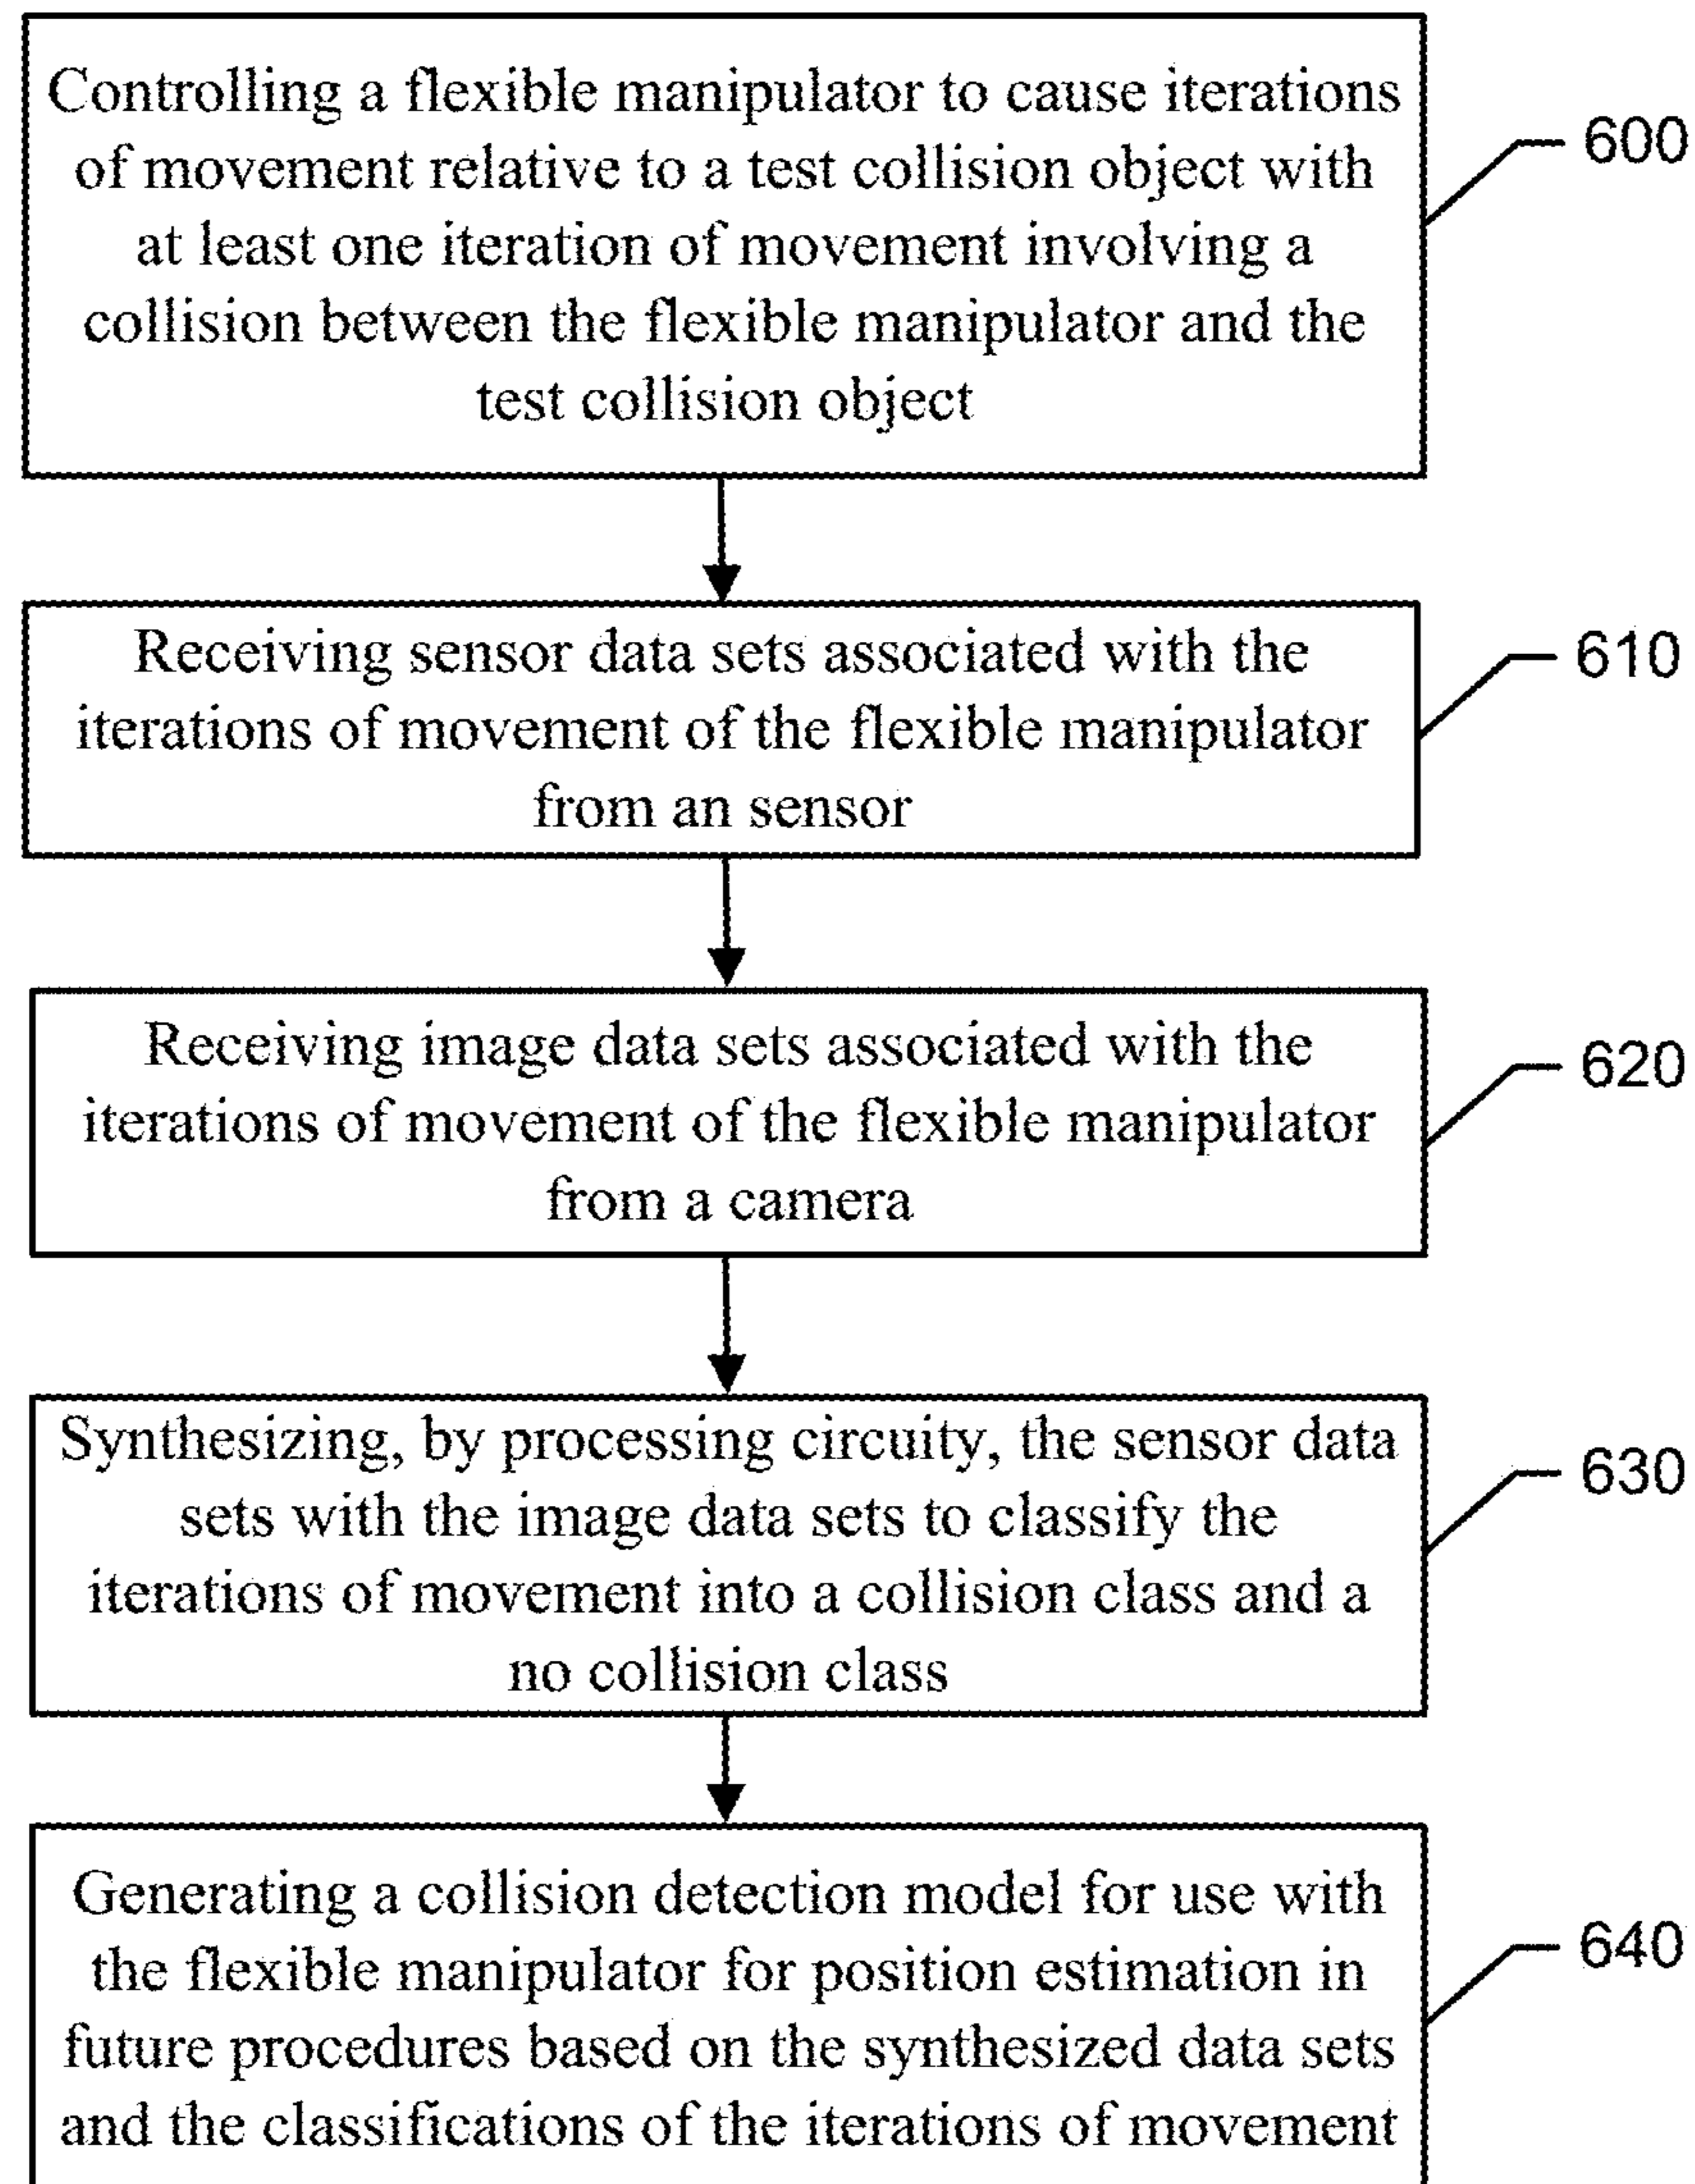 Controlling a flexible manipulator to cause iterations
of movement relative to a test collision object with
at least one iteration of movement involving a
collision between the flexible manipulator and the
test collision object
600
Receiving sensor data sets associated with the
iterations of movement of the flexible manipulator
from an sensor
610
Receiving image data sets associated with the
iterations of movement of the flexible manipulator
from a camera
620
Synthesizing, by processing circuity, the sensor data
sets with the image data sets to classify the
iterations of movement into a collision class and a
no collision class
630
Generating a collision detection model for use with
the flexible manipulator for position estimation in
future procedures based on the synthesized data sets
and the classifications of the iterations of movement
640